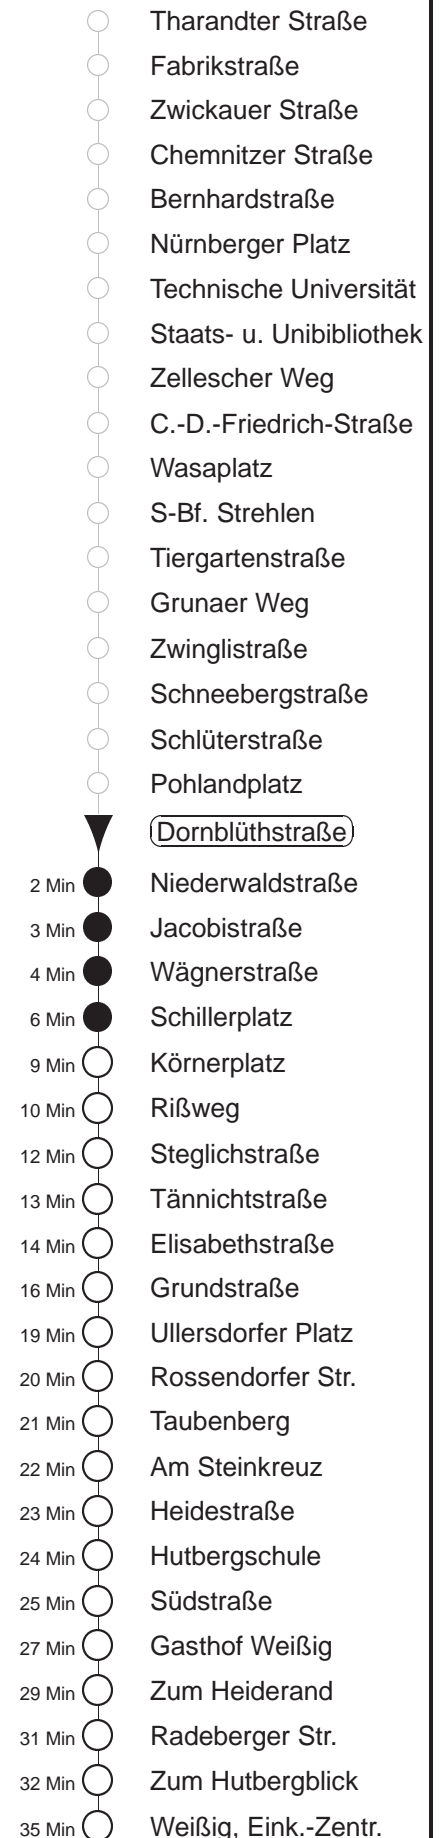 Tharandter Straße
Fabrikstraße
Zwickauer Straße
Chemnitzer Straße
Bernhardstraße
Nürnberger Platz
Technische Universität
Staats- u. Unibibliothek
Zellescher Weg
C.-D.-Friedrich-Straße
Wasaplatz
S-Bf. Strehlen
Tiergartenstraße
Grunaer Weg
Zwinglistraße
Schneebergstraße
Schlüterstraße
Pohlandplatz
Dornblüthstraße
2 Min Niederwaldstraße
3 Min Jacobistraße
4 Min Wägnerstraße
6 Min Schillerplatz
9 Min Körnerplatz
10 Min Rißweg
12 Min Steglichstraße
13 Min Tännichtstraße
14 Min Elisabethstraße
16 Min Grundstraße
19 Min Ullersdorfer Platz
20 Min Rossendorfer Str.
21 Min Taubenberg
22 Min Am Steinkreuz
23 Min Heidestraße
24 Min Hutbergschule
25 Min Südstraße
27 Min Gasthof Weißig
29 Min Zum Heiderand
31 Min Radeberger Str.
32 Min Zum Hutbergblick
35 Min Weißig, Eink.-Zentr.